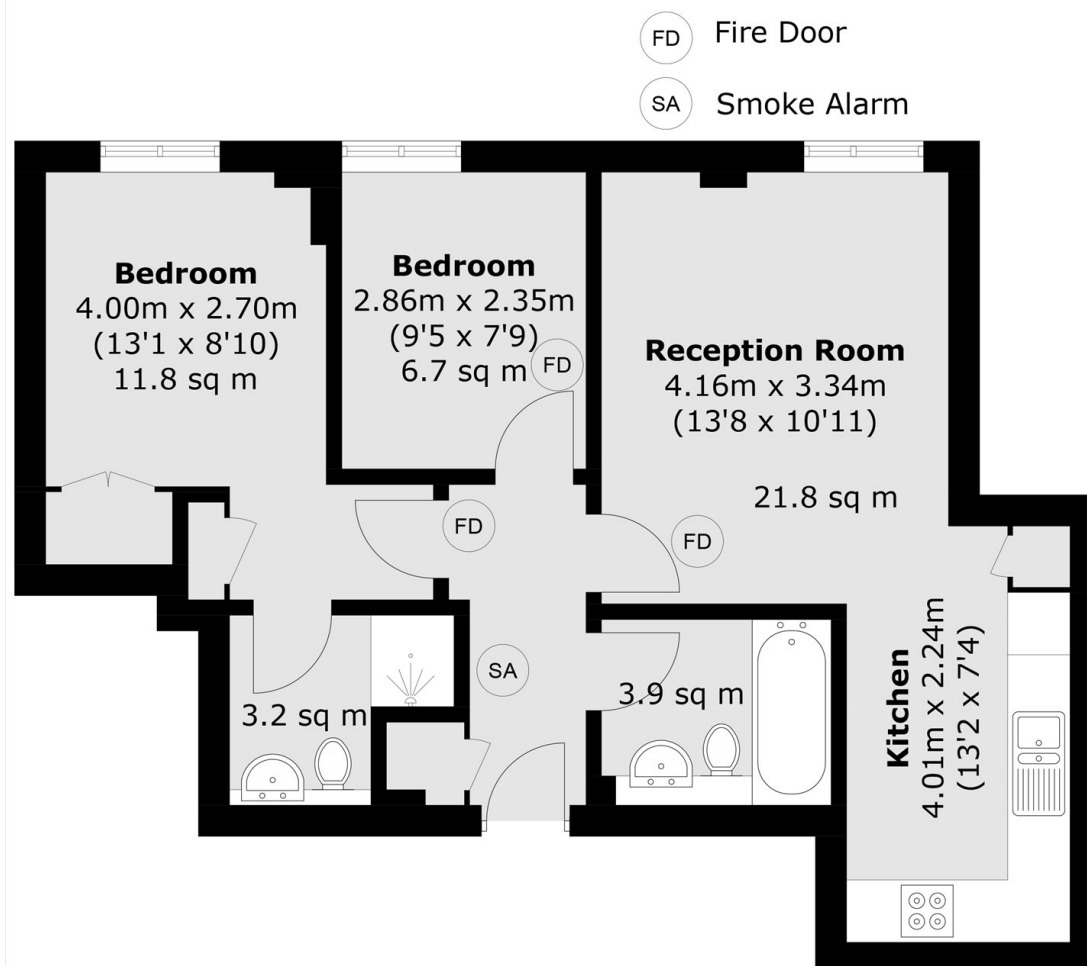 FD Fire Door
SA Smoke Alarm
Bedroom
4.00m x 2.70m
(13'1 x 8'10)
11.8 sq m
Bedroom
2.86m x 2.35m
(9'5 x 7'9)
6.7 sq m
FD
Reception Room
4.16m x 3.34m
(13'8 x 10'11)
21.8 sq m
FD
FD
SA
3.2 sq m
3.9 sq m
Kitchen
4.01m x 2.24m
(13'2 x 7'4)